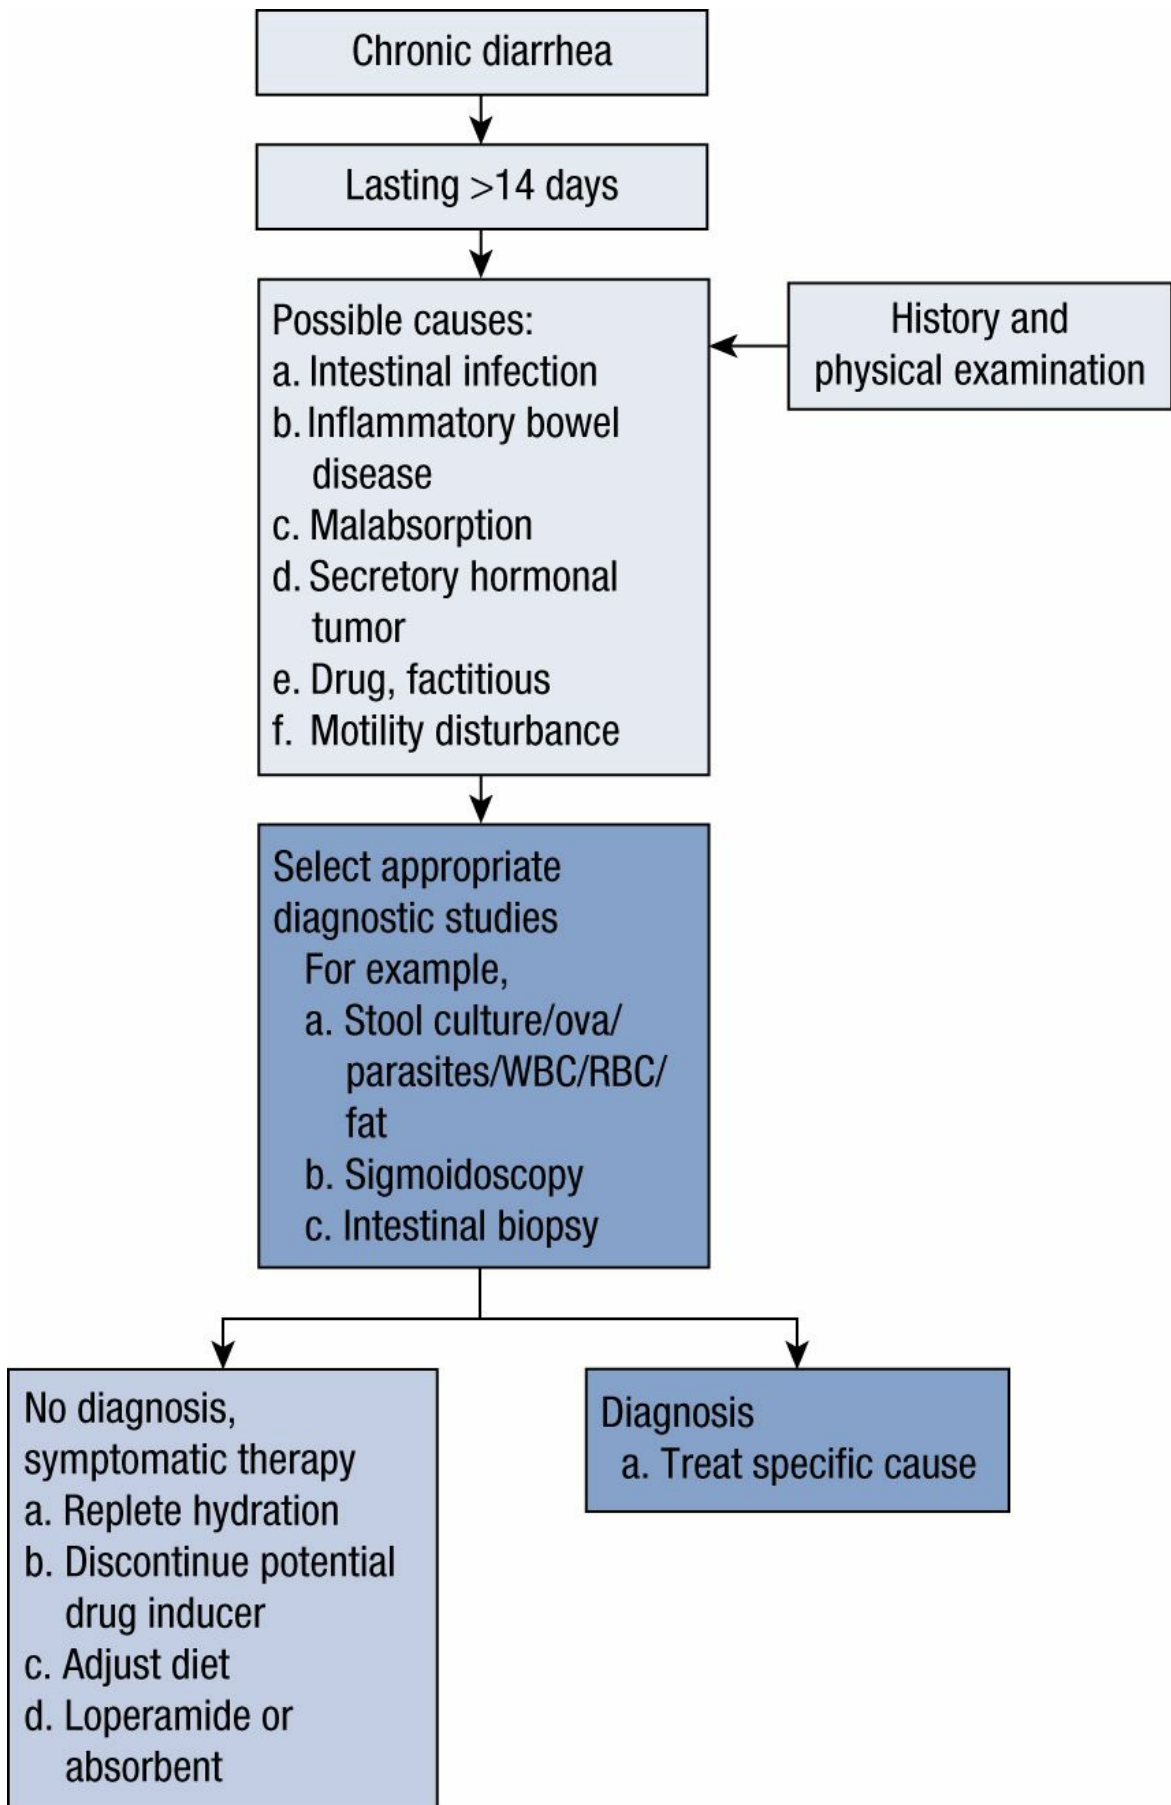 Chronic diarrhea
Lasting >14 days
Possible causes:
a. Intestinal infection
b. Inflammatory bowel
disease
c. Malabsorption
d. Secretory hormonal
tumor
e. Drug, factitious
f. Motility disturbance
History and
physical examination
Select appropriate
diagnostic studies
For example,
a. Stool culture/ova/
parasites/WBC/RBC/
fat
b. Sigmoidoscopy
c. Intestinal biopsy
No diagnosis,
symptomatic therapy
a. Replete hydration
b. Discontinue potential
drug inducer
c. Adjust diet
d. Loperamide or
absorbent
Diagnosis
a. Treat specific cause